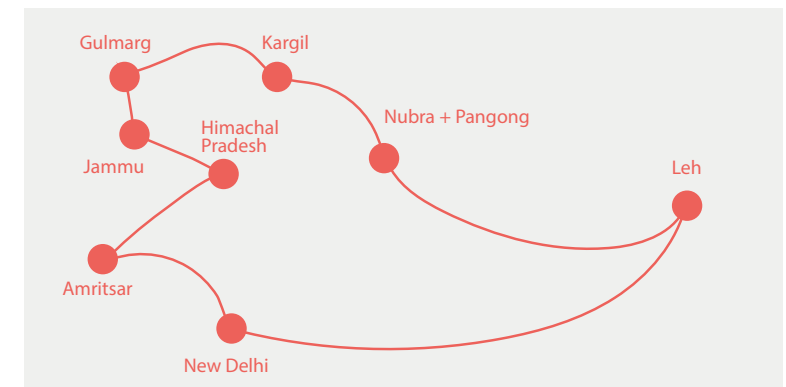 Gulmarg
Kargil
Nubra + Pangong
Himachal
Pradesh
Jammu
Leh
Amritsar
New Delhi